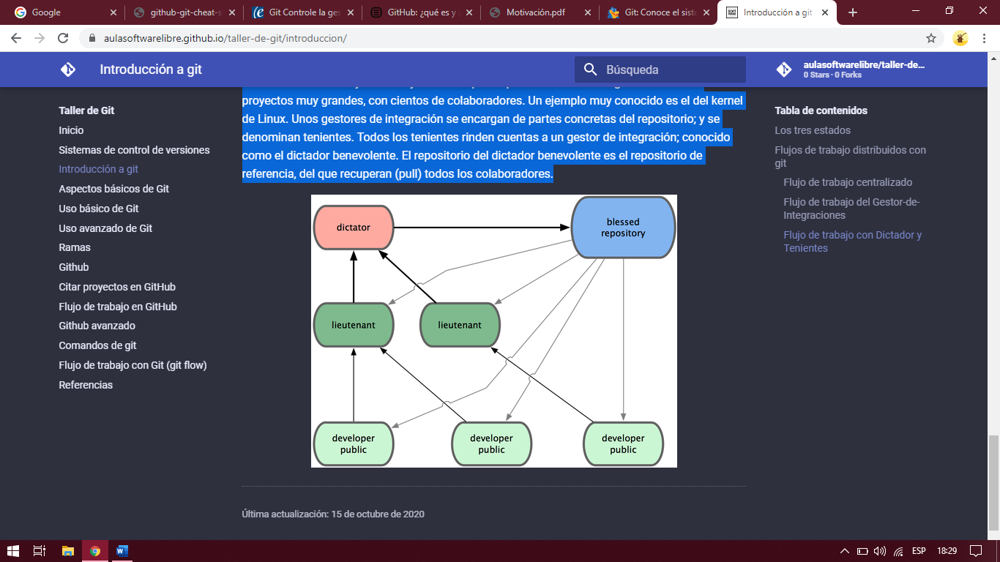 Google
github-git-cheat-s
Git Controle la ges
GitHub: ¿qué es y
Motivación.pdf
Git: Conoce el siste
Introducción a git
aulasoftwarelibre.github.io/taller-de-git/introduccion/
Introducción a git
Búsqueda
aulasoftwarelibre/taller-de...
0 Stars · 0 Forks
Taller de Git
Inicio
Sistemas de control de versiones
Introducción a git
Aspectos básicos de Git
Uso básico de Git
Uso avanzado de Git
Ramas
Github
Citar proyectos en GitHub
Flujo de trabajo en GitHub
Github avanzado
Comandos de git
Flujo de trabajo con Git (git flow)
Referencias
proyectos muy grandes, con cientos de colaboradores. Un ejemplo muy conocido es el del kernel
de Linux. Unos gestores de integración se encargan de partes concretas del repositorio; y se
denominan tenientes. Todos los tenientes rinden cuentas a un gestor de integración; conocido
como el dictador benevolente. El repositorio del dictador benevolente es el repositorio de
referencia, del que recuperan (pull) todos los colaboradores.
dictator
blessed
repository
lieutenant
lieutenant
developer
public
developer
public
developer
public
Última actualización: 15 de octubre de 2020
Tabla de contenidos
Los tres estados
Flujos de trabajo distribuidos con
git
Flujo de trabajo centralizado
Flujo de trabajo del Gestor-de-
Integraciones
Flujo de trabajo con Dictador y
Tenientes
ESP
18:29